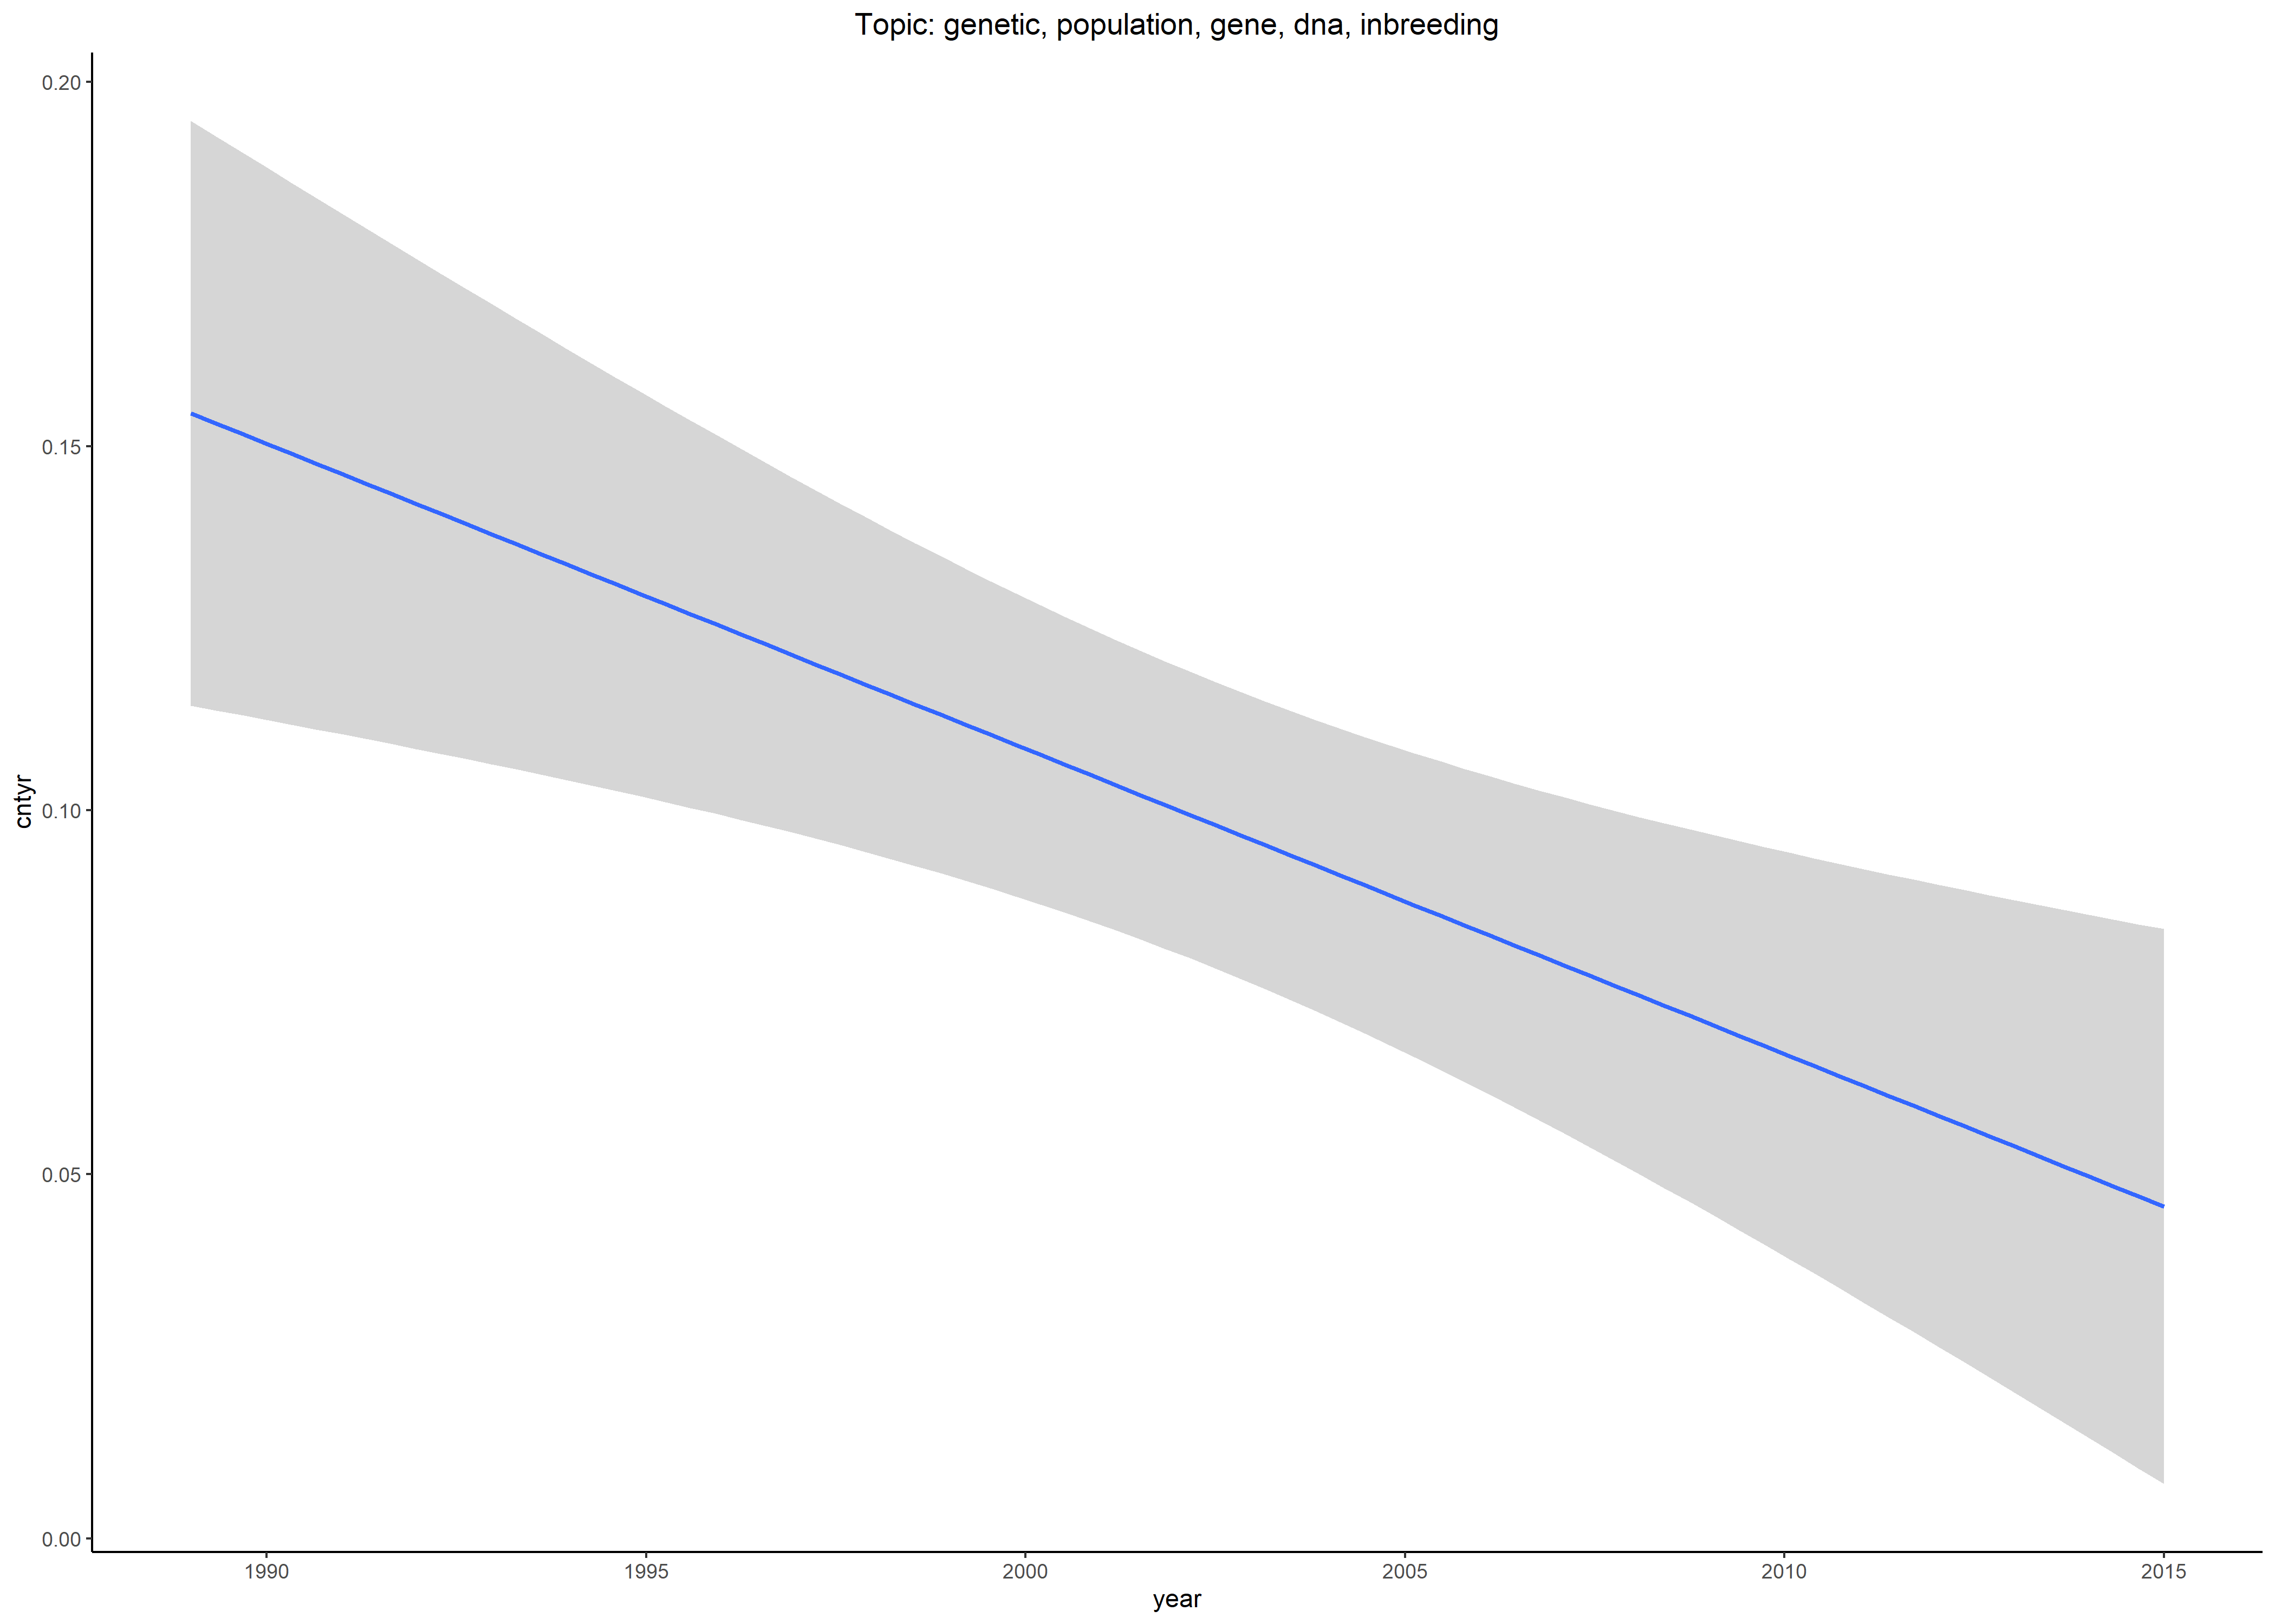 Topic: genetic, population, gene, dna, inbreeding
0.20
0.15
0.10
0.05
0.00
cntyr
1990 1995 2000 2005 2010 2015
year